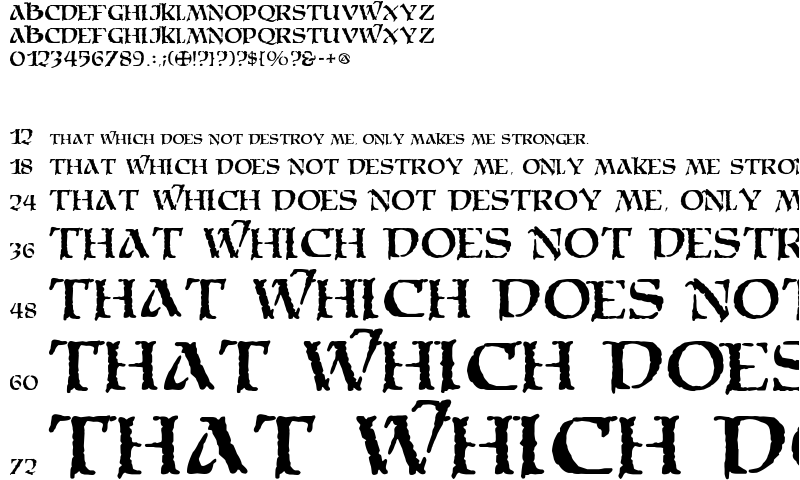 ABCDEFGHIJKLMNOPQRSTUVWXYZ
ABCDEFGHIJKLMNOPQRSTUVWXYZ
0123456789.:,;(✠!?]?)?$[%?&-+@
12 THAT WHICH DOES NOT DESTROY ME, ONLY MAKES ME STRONGER.
18 THAT WHICH DOES NOT DESTROY ME, ONLY MAKES ME STRON
24 THAT WHICH DOES NOT DESTROY ME, ONLY M
36 THAT WHICH DOES NOT DESTR
48 THAT WHICH DOES NOT
60 THAT WHICH DOES
72 THAT WHICH DO